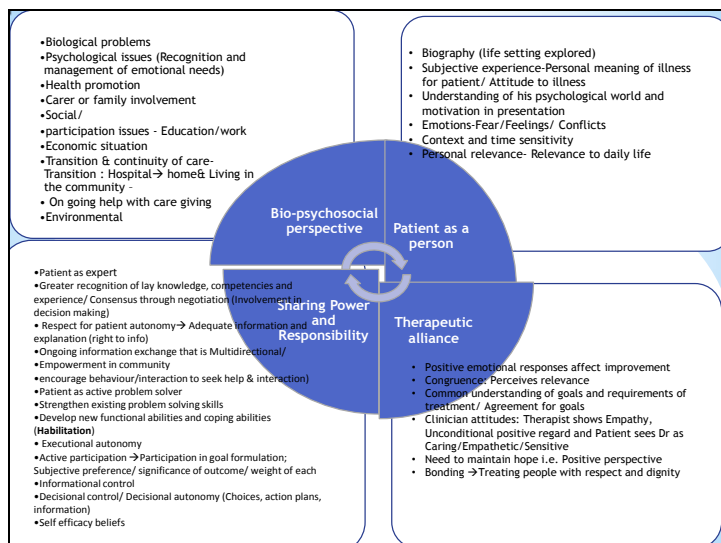 •Biological problems
•Psychological issues (Recognition and
management of emotional needs)
•Health promotion
•Carer or family involvement
•Social/
participation issues - Education/work
•Economic situation
•Transition & continuity of care-
Transition : Hospital→ home& Living in
the community –
• On going help with care giving
•Environmental
• Biography (life setting explored)
• Subjective experience-Personal meaning of illness
for patient/ Attitude to illness
• Understanding of his psychological world and
motivation in presentation
• Emotions-Fear/Feelings/ Conflicts
• Context and time sensitivity
• Personal relevance- Relevance to daily life
Bio-psychosocial
perspective
Patient as a
person
Sharing Power
and
Responsibility
Therapeutic
alliance
•Patient as expert
•Greater recognition of lay knowledge, competencies and
experience/ Consensus through negotiation (Involvement in
decision making)
• Respect for patient autonomy→ Adequate information and
explanation (right to info)
•Ongoing information exchange that is Multidirectional/
•Empowerment in community
•encourage behaviour/interaction to seek help & interaction)
•Patient as active problem solver
•Strengthen existing problem solving skills
•Develop new functional abilities and coping abilities
(Habilitation)
• Executional autonomy
•Active participation →Participation in goal formulation;
Subjective preference/ significance of outcome/ weight of each
•Informational control
•Decisional control/ Decisional autonomy (Choices, action plans,
information)
•Self efficacy beliefs
• Positive emotional responses affect improvement
• Congruence: Perceives relevance
• Common understanding of goals and requirements of
treatment/ Agreement for goals
• Clinician attitudes: Therapist shows Empathy,
Unconditional positive regard and Patient sees Dr as
Caring/Empathetic/Sensitive
• Need to maintain hope i.e. Positive perspective
• Bonding →Treating people with respect and dignity